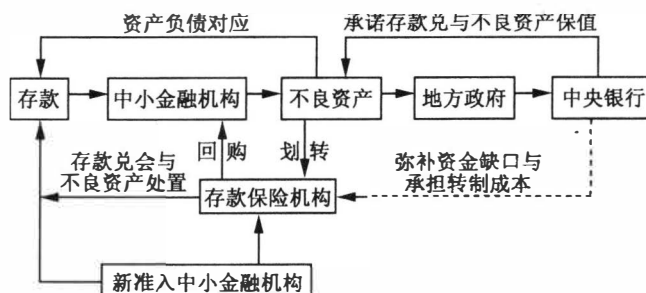 资产负债对应
承诺存款兑与不良资产保值
存款
中小金融机构
不良资产
地方政府
中央银行
回购
划转
存款兑会与
不良资产处置
弥补资金缺口与
承担转制成本
存款保险机构
新准入中小金融机构